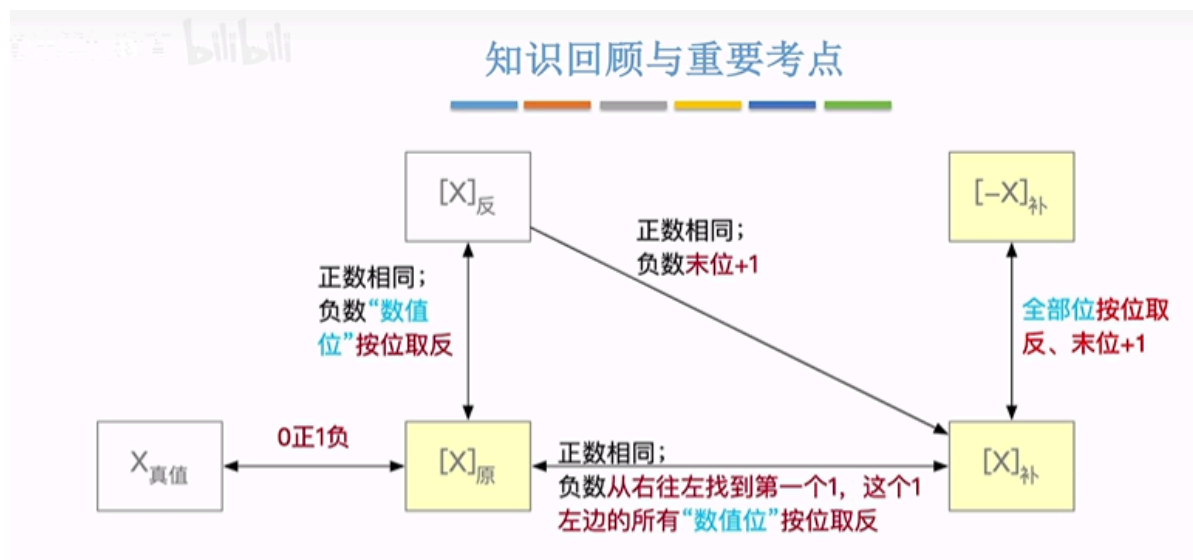 bilibili
知识回顾与重要考点
[X]反
[-X]补
正数相同；
负数末位+1
正数相同；
负数“数值
位”按位取反
全部位按位取
反、末位+1
0正1负
X真值
[X]原
正数相同；
负数从右往左找到第一个1，这个1
左边的所有“数值位”按位取反
[X]补